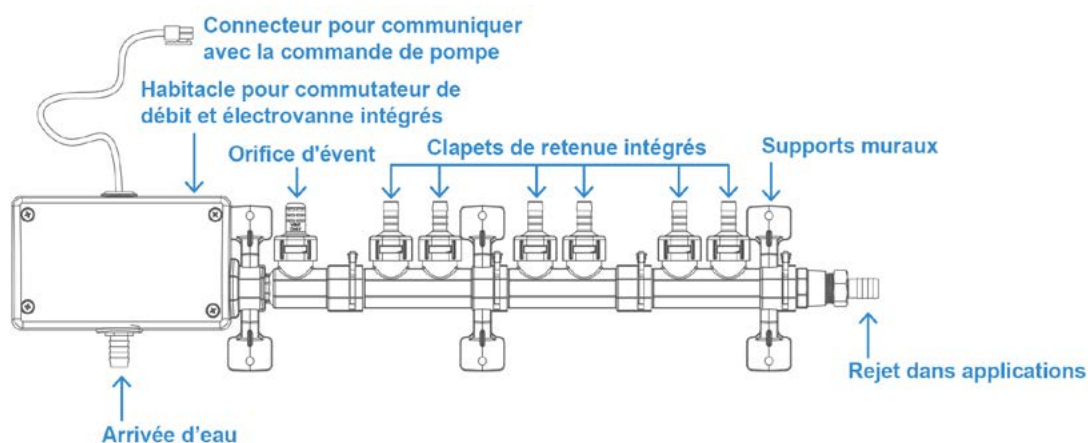 Connecteur pour communiquer
avec la commande de pompe
Habitacle pour commutateur de
débit et électrovanne intégrés
Orifice d'évent
Clapets de retenue intégrés
Supports muraux
Rejet dans applications
Arrivée d'eau